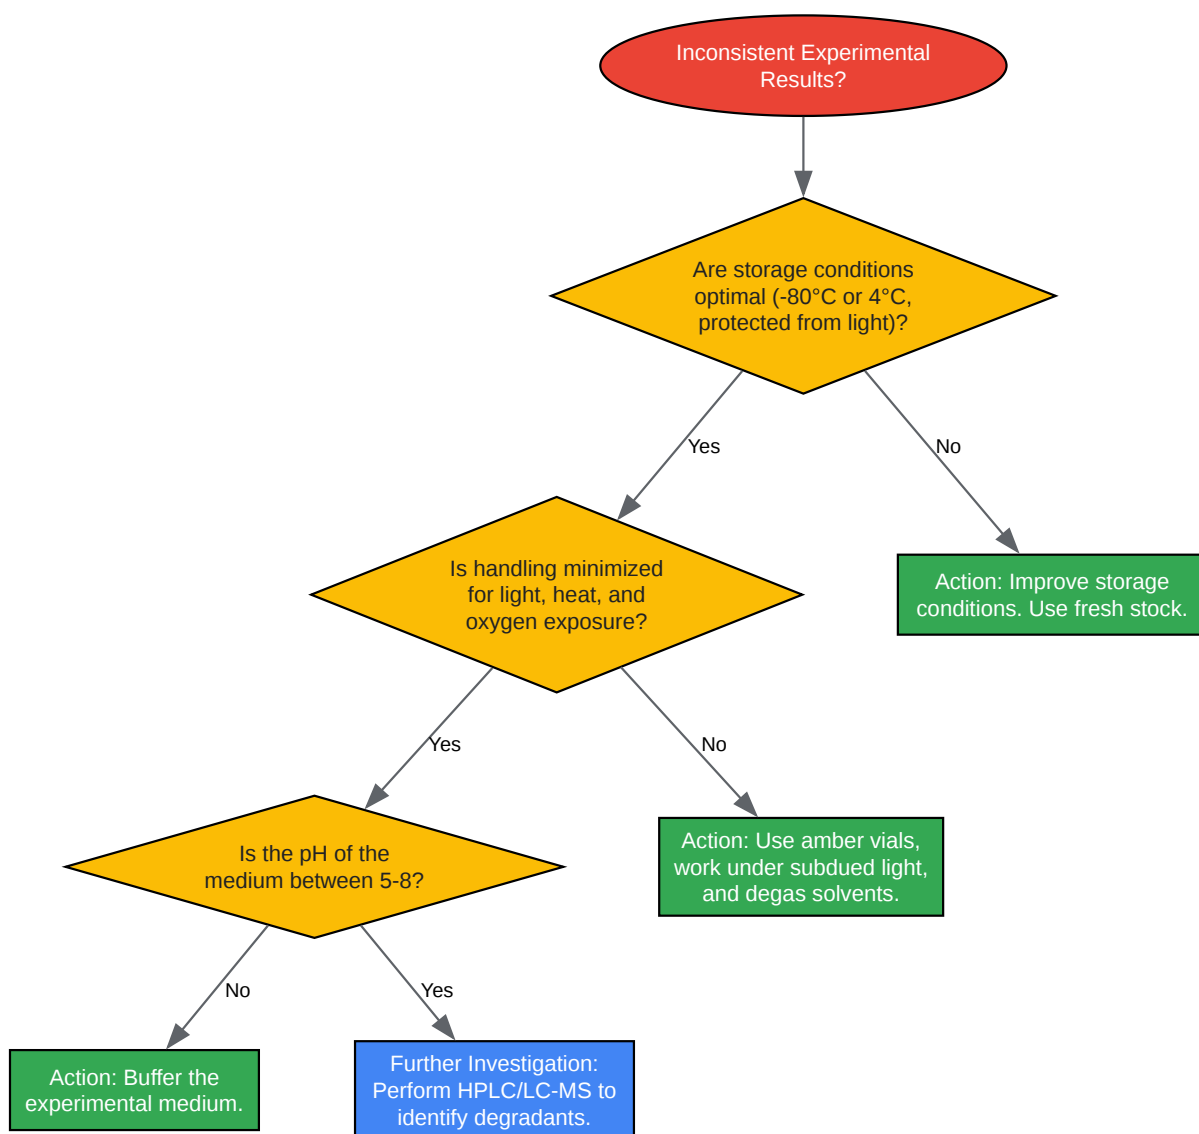 Inconsistent Experimental
Results?
Are storage conditions
optimal (-80°C or 4°C,
protected from light)?
Yes
No
Is handling minimized
for light, heat, and
oxygen exposure?
Action: Improve storage
conditions. Use fresh stock.
Yes
No
Is the pH of the
medium between 5-8?
Action: Use amber vials,
work under subdued light,
and degas solvents.
No
Yes
Action: Buffer the
experimental medium.
Further Investigation:
Perform HPLC/LC-MS to
identify degradants.